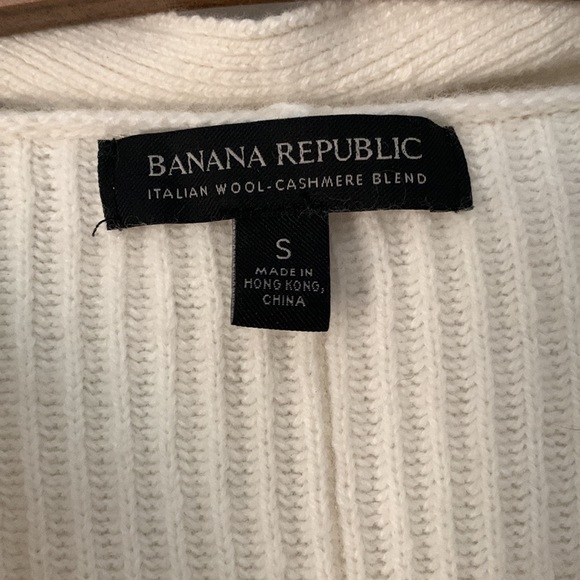 BANANA REPUBLIC
ITALIAN WOOL-CASHMERE BLEND
S
MADE IN
HONG KONG,
CHINA